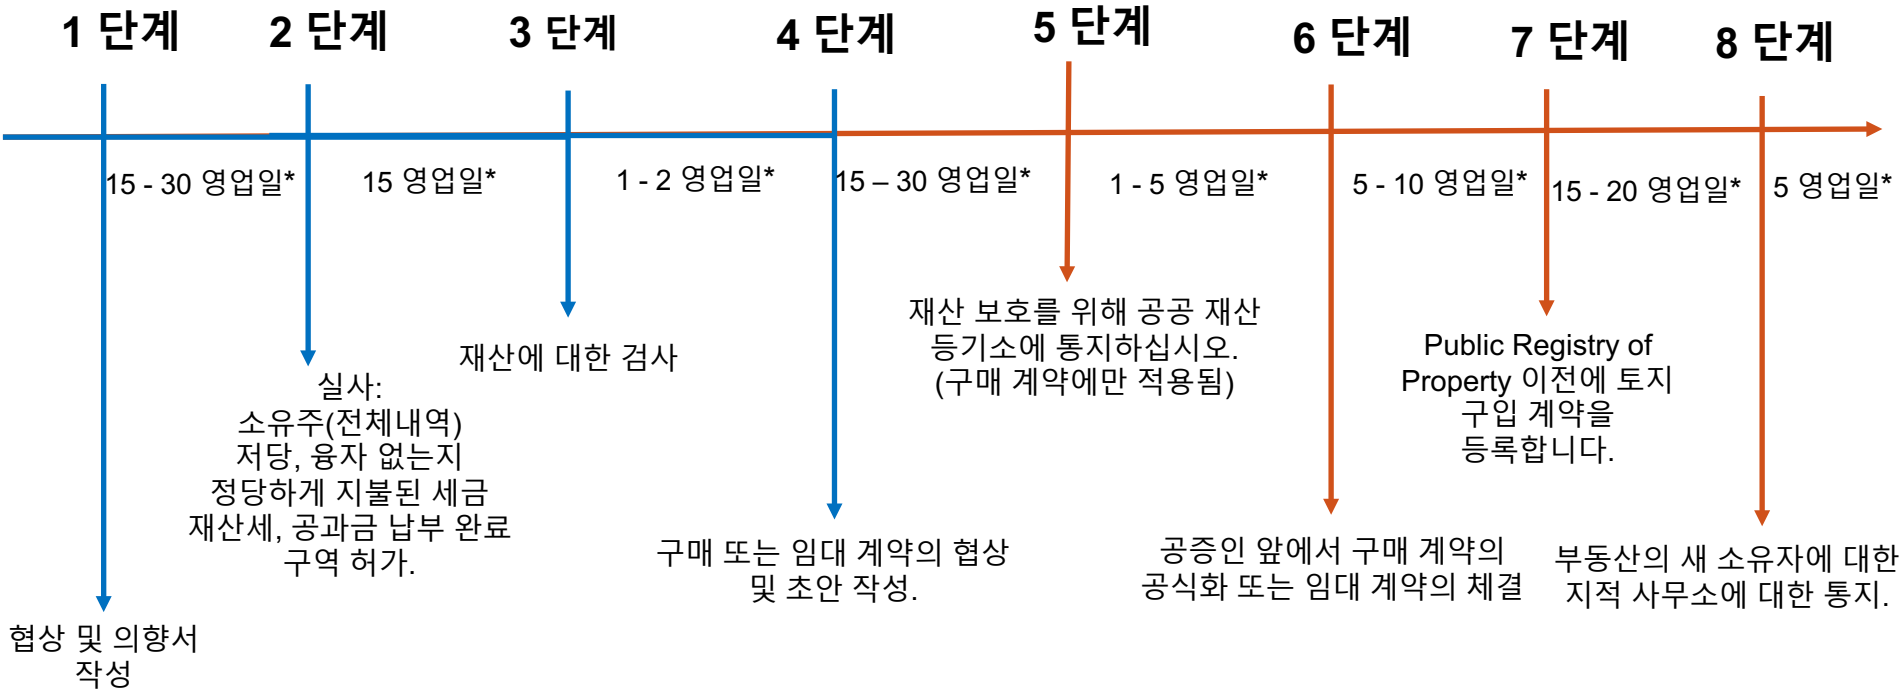 1 단계
2 단계
3 단계
4 단계
5 단계
6 단계
7 단계
8 단계
15 - 30 영업일*
15 영업일*
1 - 2 영업일*
15 – 30 영업일*
1 - 5 영업일*
5 - 10 영업일*
15 - 20 영업일*
5 영업일*
협상 및 의향서
작성
실사:
소유주(전체내역)
저당, 융자 없는지
정당하게 지불된 세금
재산세, 공과금 납부 완료
구역 허가.
재산에 대한 검사
구매 또는 임대 계약의 협상
및 초안 작성.
재산 보호를 위해 공공 재산
등기소에 통지하십시오.
(구매 계약에만 적용됨)
공증인 앞에서 구매 계약의
공식화 또는 임대 계약의 체결
Public Registry of
Property 이전에 토지
구입 계약을
등록합니다.
부동산의 새 소유자에 대한
지적 사무소에 대한 통지.